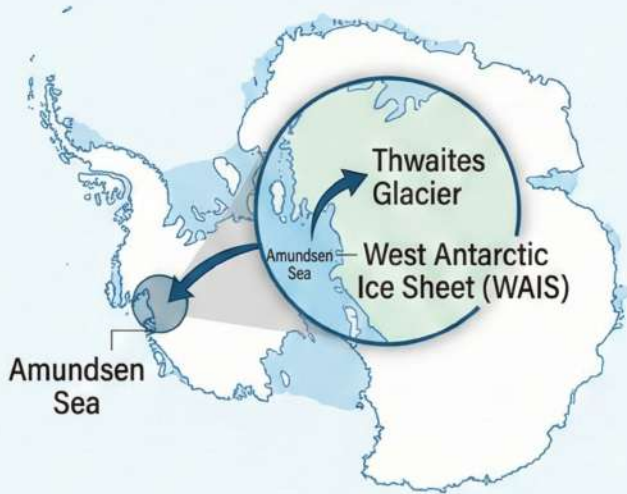 Thwaites
Glacier
Amundsen
Sea
West Antarctic
Ice Sheet (WAIS)
Amundsen
Sea